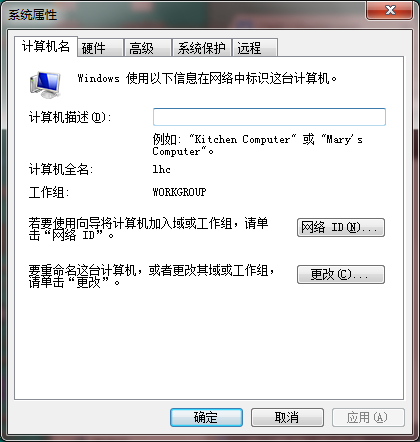 系统属性
计算机名 硬件 高级 系统保护 远程
Windows 使用以下信息在网络中标识这台计算机。
计算机描述(D):
例如: "Kitchen Computer" 或 "Mary's
Computer"。
计算机全名: lhc
工作组: WORKGROUP
若要使用向导将计算机加入域或工作组，请单
击“网络 ID”。
网络 ID(N)...
要重命名这台计算机，或者更改其域或工作组，
请单击“更改”。
更改(C)...
确定 取消 应用(A)